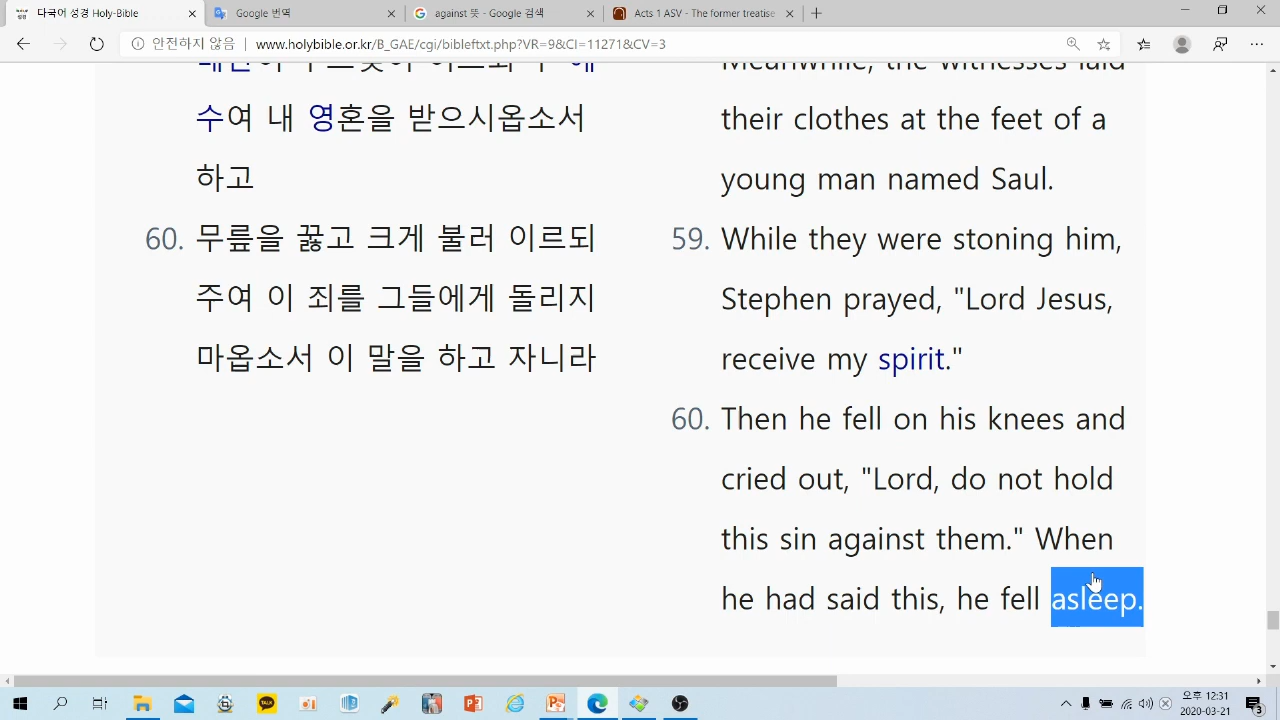 다국어 성경 Holy-Bible
Google 번역
against 뜻 - Google 검색
Acts 1 ASV - The former treatise
안전하지 않음
www.holybible.or.kr/B_GAE/cgi/bibleftxt.php?VR=9&CI=11271&CV=3
수여 내 영혼을 받으시옵소서
하고
60. 무릎을 꿇고 크게 불러 이르되
주여 이 죄를 그들에게 돌리지
마옵소서 이 말을 하고 자니라
Meanwhile, the witnesses laid
their clothes at the feet of a
young man named Saul.
59. While they were stoning him,
Stephen prayed, "Lord Jesus,
receive my spirit."
60. Then he fell on his knees and
cried out, "Lord, do not hold
this sin against them." When
he had said this, he fell asleep.
오후 12:31
2020-03-21